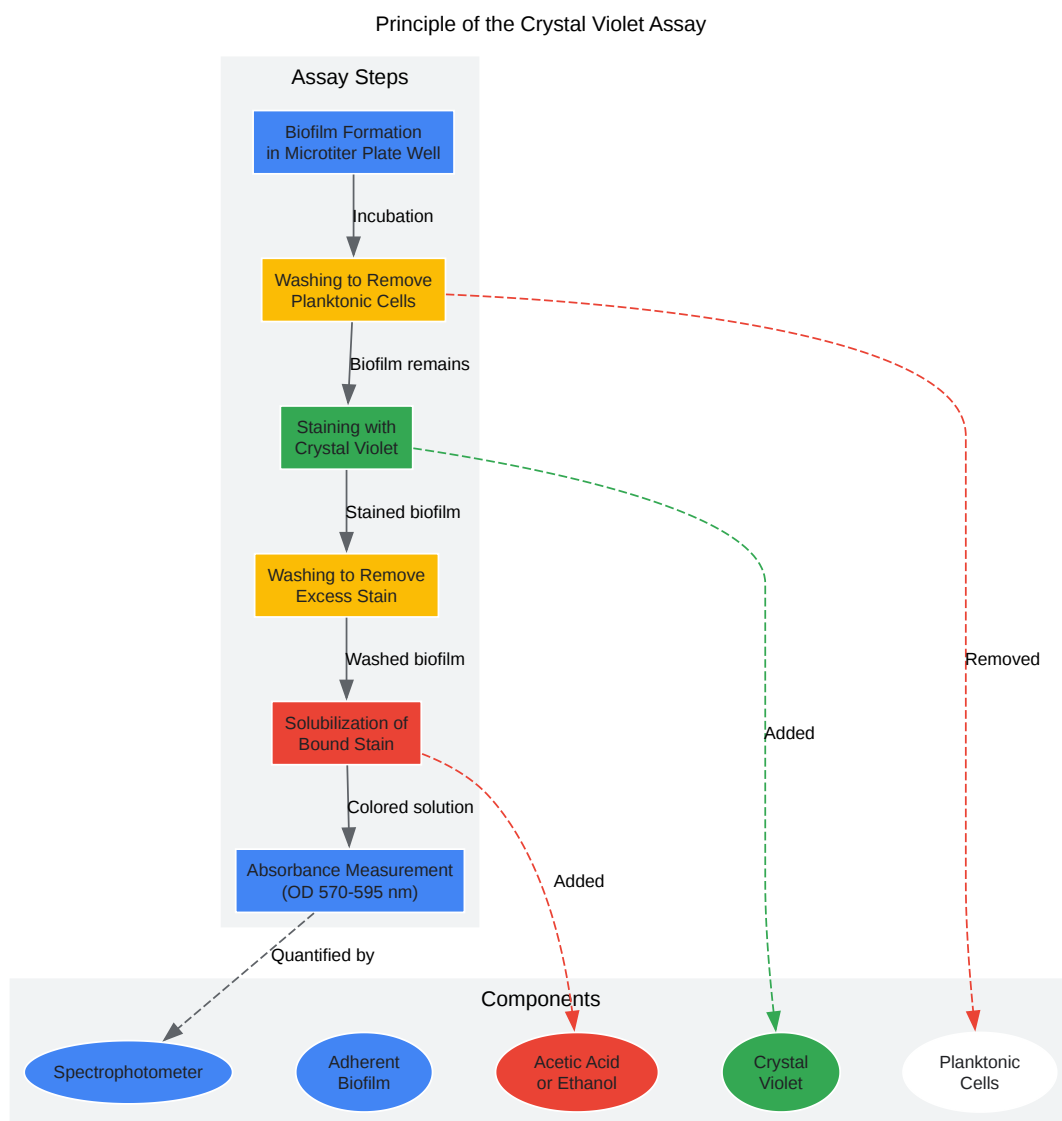 Principle of the Crystal Violet Assay
Assay Steps
Biofilm Formation
in Microtiter Plate Well
Incubation
Washing to Remove
Planktonic Cells
Biofilm remains
Staining with
Crystal Violet
Stained biofilm
Washing to Remove
Excess Stain
Washed biofilm
Removed
Solubilization of
Bound Stain
Added
Colored solution
Absorbance Measurement
(OD 570-595 nm)
Added
Quantified by
Components
Spectrophotometer
Adherent
Biofilm
Acetic Acid
or Ethanol
Crystal
Violet
Planktonic
Cells